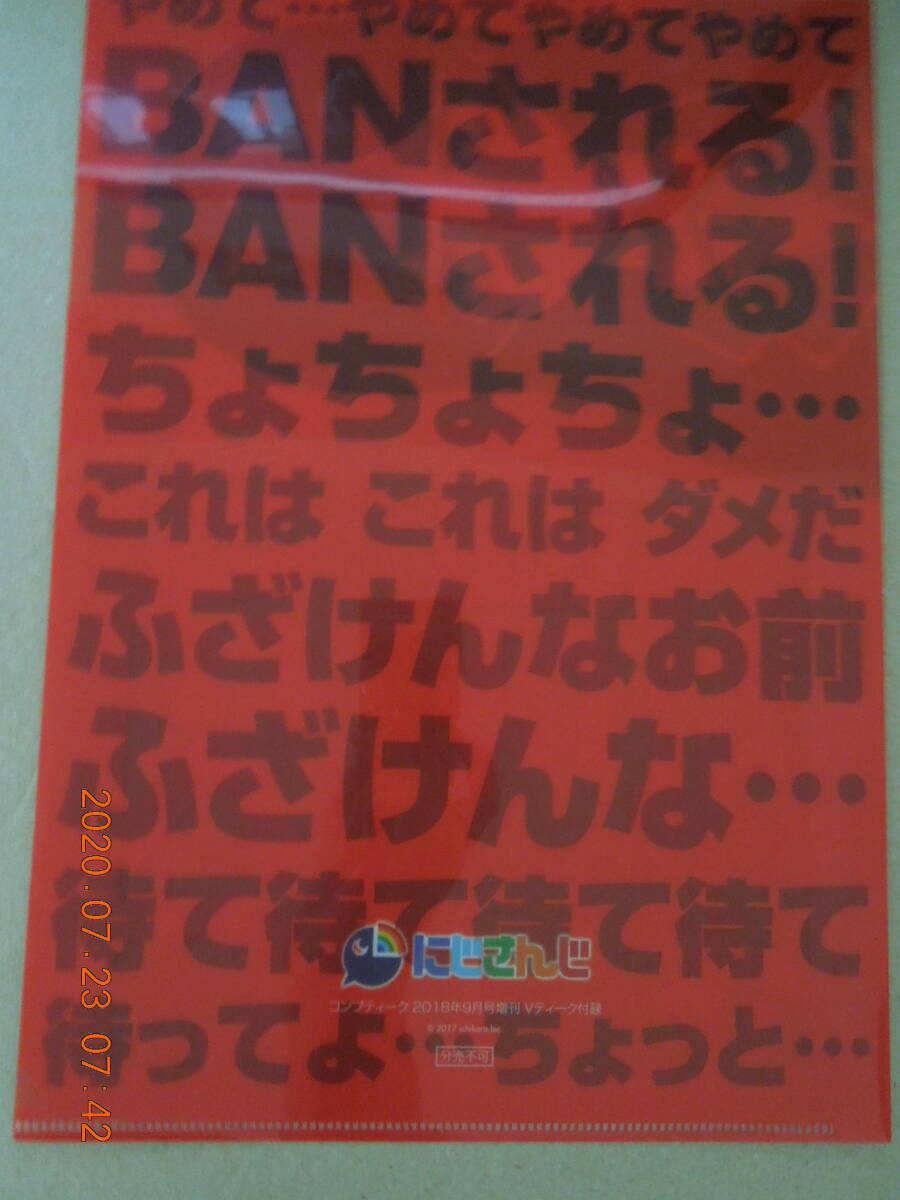 やめて…やめてやめてやめて
BANされる!
BANされる!
ちょちょちょ…
これは これは ダメだ
ふざけんなお前
ふざけんな…
待て待て待て待て
にじさんじ
コンプティーク 2018年9月号増刊 Vティーク付録
© 2017 ichikara Inc.
分売不可
待ってよ…ちょっと…
2020.07.23 07:42